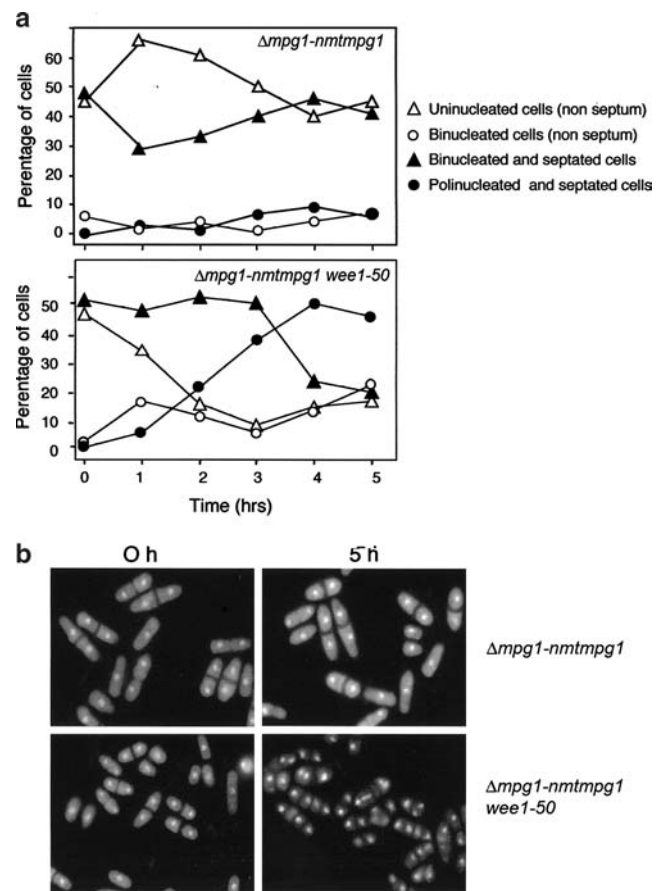 a
Δmpg1-nmtmpg1
60
50
40
30
20
10
0
Perentage of cells
Δmpg1-nmtmpg1 wee1-50
50
40
30
20
10
0
Perentage of cells
0 1 2 3 4 5
Time (hrs)
Uninucleated cells (non septum)
Binucleated cells (non septum)
Binucleated and septated cells
Polinucleated and septated cells
b
0 h
5 h
Δmpg1-nmtmpg1
Δmpg1-nmtmpg1
wee1-50